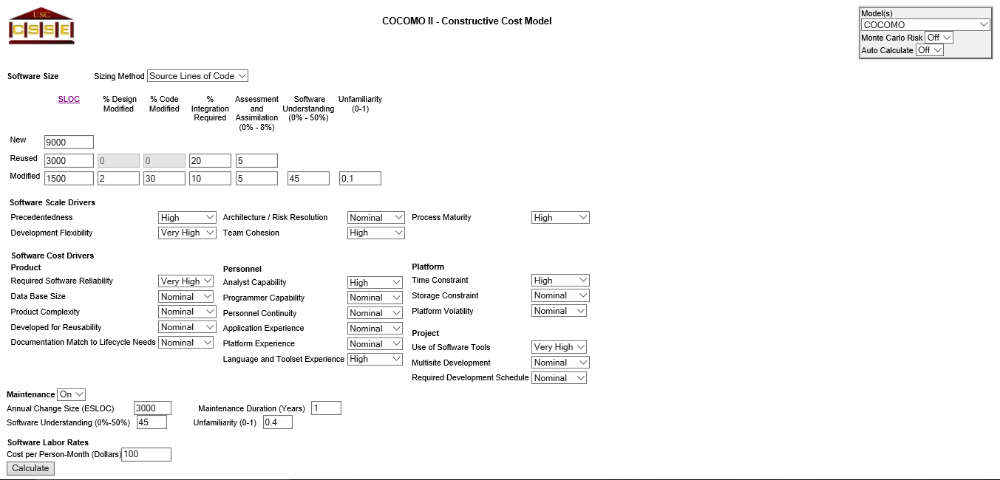 USC
CSSE
COCOMO II - Constructive Cost Model
Model(s)
COCOMO
Monte Carlo Risk Off
Auto Calculate Off
Software Size Sizing Method Source Lines of Code
SLOC % Design Modified % Code Modified % Integration Required Assessment and Assimilation (0% - 8%) Software Understanding (0% - 50%) Unfamiliarity (0-1)
New 9000
Reused 3000 0 0 20 5
Modified 1500 2 30 10 5 45 0,1
Software Scale Drivers
Precedentedness High Architecture / Risk Resolution Nominal Process Maturity High
Development Flexibility Very High Team Cohesion High
Software Cost Drivers
Product
Required Software Reliability Very High
Data Base Size Nominal
Product Complexity Nominal
Developed for Reusability Nominal
Documentation Match to Lifecycle Needs Nominal
Personnel
Analyst Capability High
Programmer Capability Nominal
Personnel Continuity Nominal
Application Experience Nominal
Platform Experience Nominal
Language and Toolset Experience High
Platform
Time Constraint High
Storage Constraint Nominal
Platform Volatility Nominal
Project
Use of Software Tools Very High
Multisite Development Nominal
Required Development Schedule Nominal
Maintenance On
Annual Change Size (ESLOC) 3000 Maintenance Duration (Years) 1
Software Understanding (0%-50%) 45 Unfamiliarity (0-1) 0.4
Software Labor Rates
Cost per Person-Month (Dollars) 100
Calculate